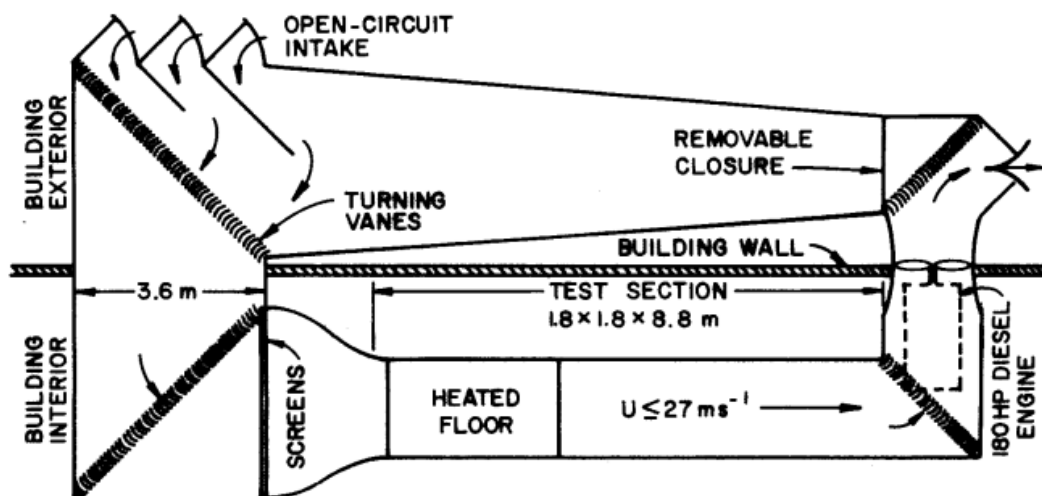 OPEN-CIRCUIT
INTAKE
BUILDING
EXTERIOR
REMOVABLE
CLOSURE
TURNING
VANES
BUILDING WALL
3.6 m
TEST SECTION
1.8 × 1.8 × 8.8 m
BUILDING
INTERIOR
SCREENS
HEATED
FLOOR
U ≤ 27 ms⁻¹
180HP DIESEL
ENGINE